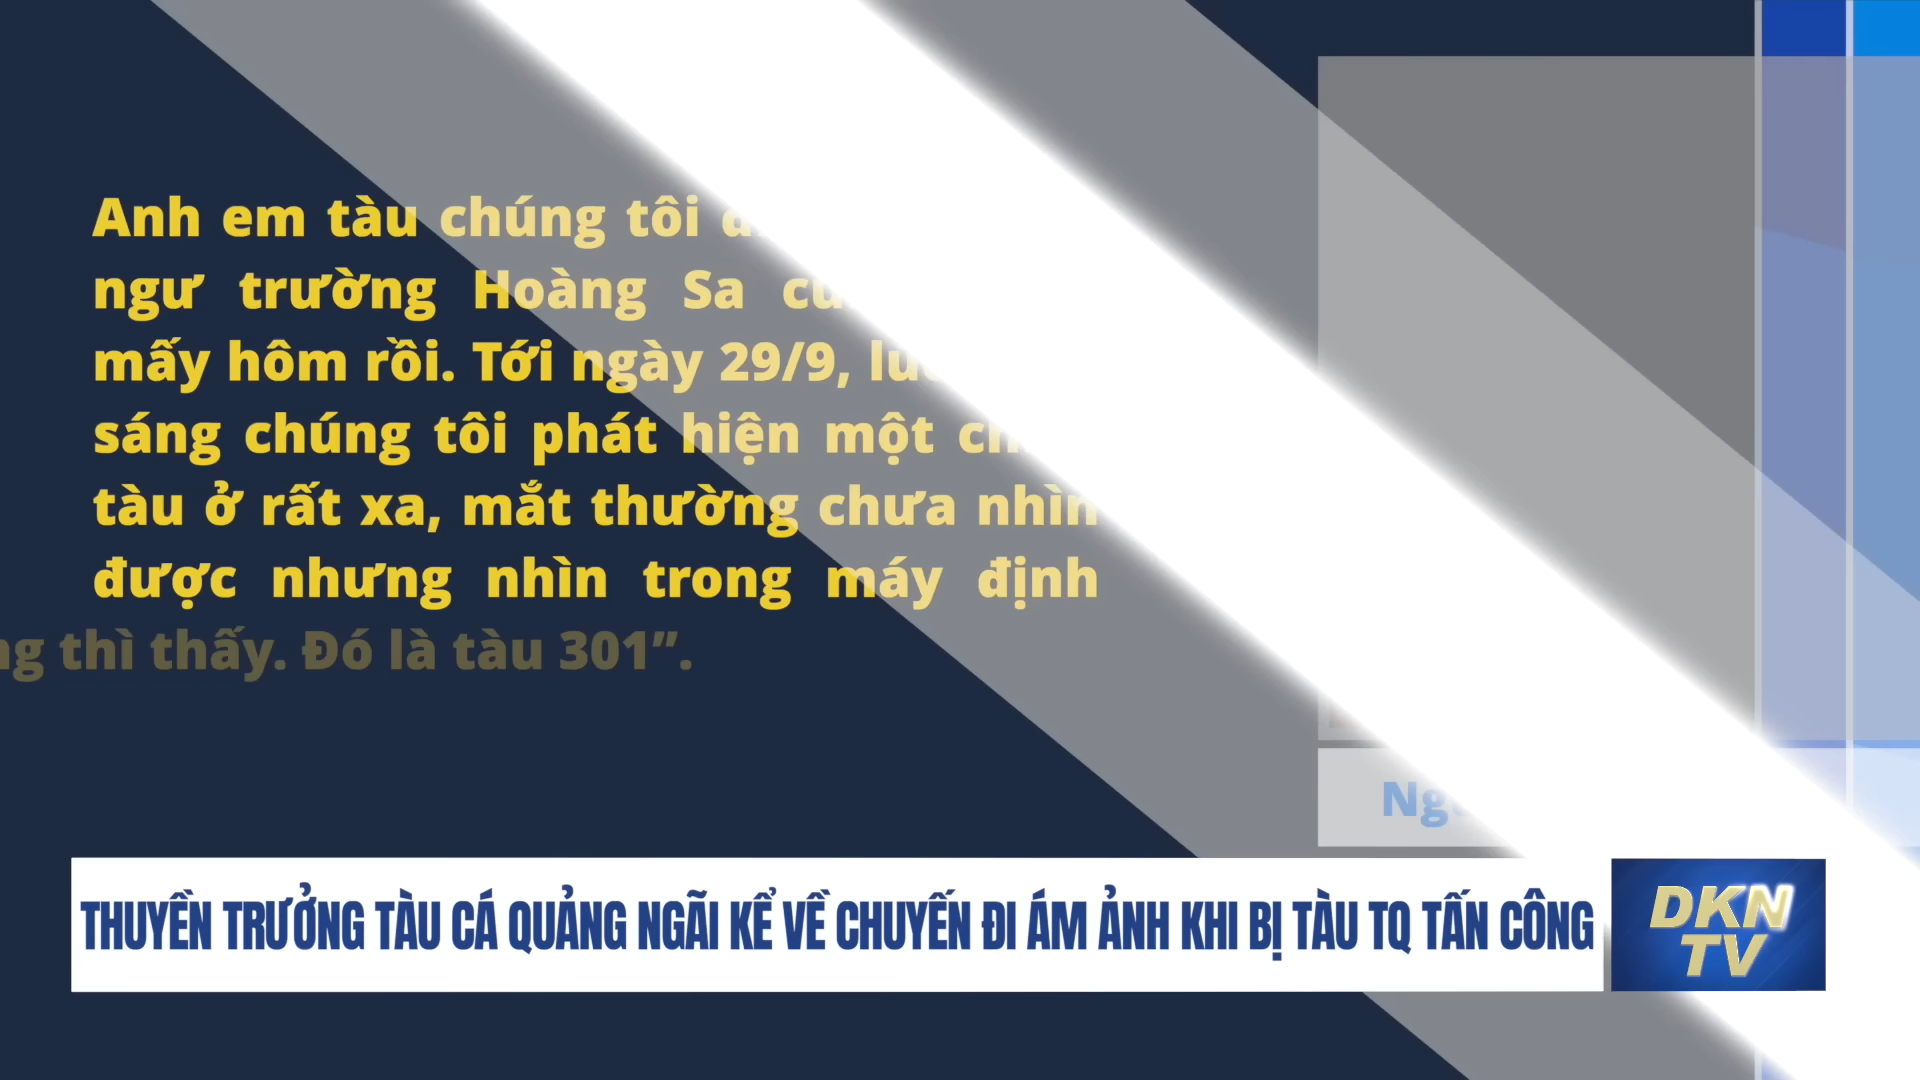 Anh em tàu chúng tôi
ngư trường Hoàng Sa
mấy hôm rồi. Tới ngày 29/9,
sáng chúng tôi phát hiện một
tàu ở rất xa, mắt thường chưa nhìn
được nhưng nhìn trong máy định
thì thấy. Đó là tàu 301”.
THUYỀN TRƯỞNG TÀU CÁ QUẢNG NGÃI KỂ VỀ CHUYẾN ĐI ÁM ẢNH KHI BỊ TÀU TQ TẤN CÔNG
DKN
TV